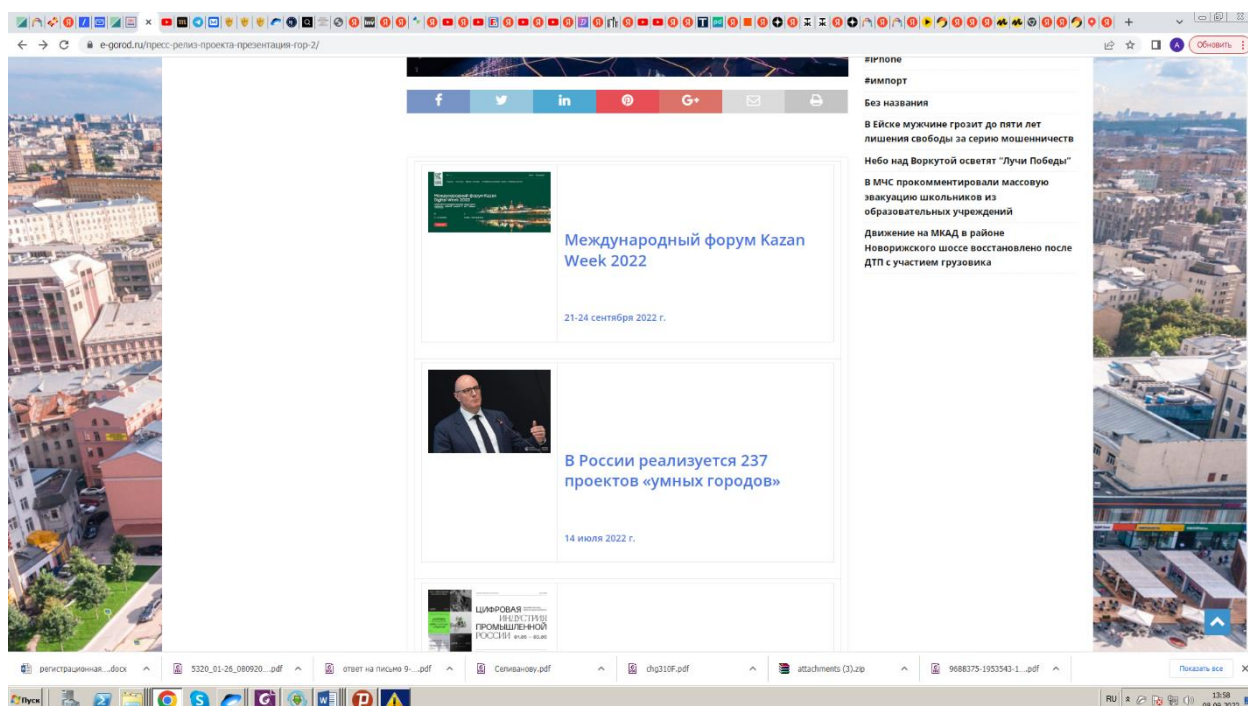 e-gorod.ru/пресс-релиз-проекта-презентация-гор-2/
Обновить
#iPhone
#импорт
Без названия
В Ейске мужчине грозит до пяти лет
лишения свободы за серию мошенничеств
Небо над Воркутой осветят "Лучи Победы"
В МЧС прокомментировали массовую
эвакуацию школьников из
образовательных учреждений
Движение на МКАД в районе
Новорижского шоссе восстановлено после
ДТП с участием грузовика
Международный форум Kazan
Week 2022
21-24 сентября 2022 г.
В России реализуется 237
проектов «умных городов»
14 июля 2022 г.
ЦИФРОВАЯ
ИНДУСТРИЯ
ПРОМЫШЛЕННОЙ
РОССИИ
регистрационная....docx
5320_01-26_080920....pdf
ответ на письмо 9-....pdf
Селиванову.pdf
chg310F.pdf
attachments (3).zip
9688375-1953543-1....pdf
Показать все
Пуск
RU
13:58
08.09.2022